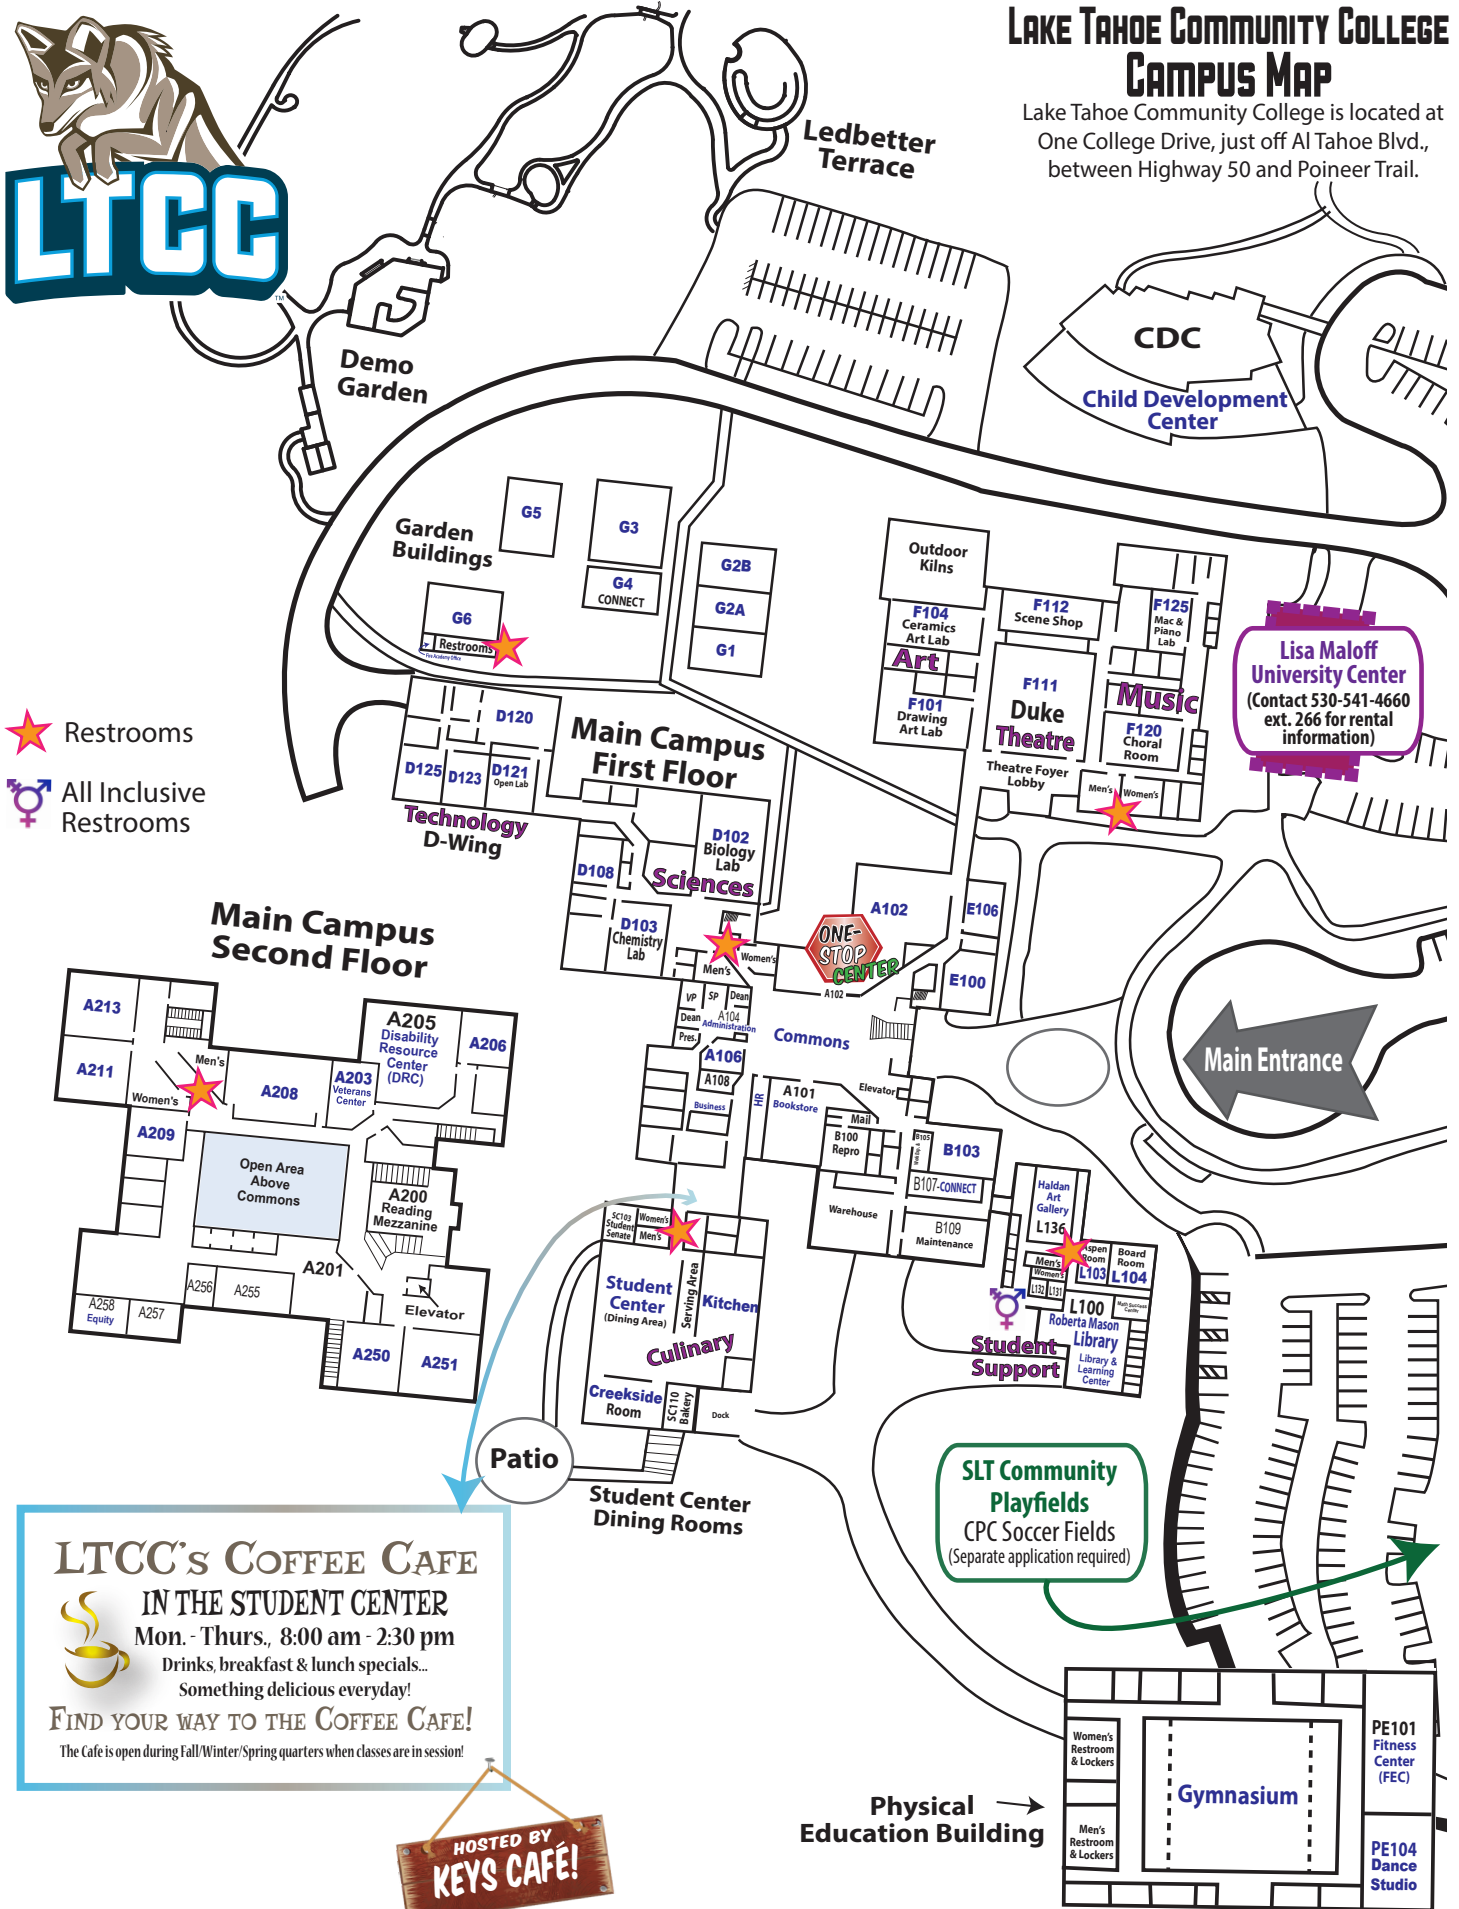 LAKE TAHOE COMMUNITY COLLEGE
CAMPUS MAP
Lake Tahoe Community College is located at
One College Drive, just off Al Tahoe Blvd.,
between Highway 50 and Poineer Trail.
LTCC
TM
Ledbetter
Terrace
Demo
Garden
CDC
Child Development
Center
Garden
Buildings
G5
G3
G4
CONNECT
G6
Restrooms
Fire Academy Office
G2B
G2A
G1
Outdoor
Kilns
F104
Ceramics
Art Lab
Art
F101
Drawing
Art Lab
F112
Scene Shop
F111
Duke
Theatre
Theatre Foyer
Lobby
F125
Mac &
Piano
Lab
Music
F120
Choral
Room
Men's
Women's
Lisa Maloff
University Center
(Contact 530-541-4660
ext. 266 for rental
information)
Restrooms
All Inclusive
Restrooms
Main Campus
First Floor
D120
D125
D123
D121
Open Lab
Technology
D-Wing
D102
Biology
Lab
Sciences
D108
D103
Chemistry
Lab
Men's
Women's
A102
ONE-
STOP
CENTER
A102
E106
E100
VP
SP
Dean
Dean
A104
Administration
Pres.
A106
A108
Business
Commons
HR
A101
Bookstore
Elevator
Mail
B100
Repro
B105
B103
B107-CONNECT
Warehouse
B109
Maintenance
Main Entrance
Main Campus
Second Floor
A213
A211
Men's
Women's
A209
A208
A203
Veterans
Center
A205
Disability
Resource
Center
(DRC)
A206
Open Area
Above
Commons
A200
Reading
Mezzanine
A201
A256
A255
A258
Equity
A257
Elevator
A250
A251
SC103
Student
Senate
Women's
Men's
Student
Center
(Dining Area)
Serving Area
Kitchen
Culinary
Creekside
Room
SC110
Bakery
Dock
Patio
Student Center
Dining Rooms
Haldan
Art
Gallery
L136
Men's
Women's
L132
L131
Aspen
Room
L103
Board
Room
L104
L100
Roberta Mason
Library
Library &
Learning
Center
Math Success
Center
Student
Support
SLT Community
Playfields
CPC Soccer Fields
(Separate application required)
LTCC's COFFEE CAFE
IN THE STUDENT CENTER
Mon. - Thurs., 8:00 am - 2:30 pm
Drinks, breakfast & lunch specials...
Something delicious everyday!
FIND YOUR WAY TO THE COFFEE CAFE!
The Cafe is open during Fall/Winter/Spring quarters when classes are in session!
HOSTED BY
KEYS CAFÉ!
Physical
Education Building
Women's
Restroom
& Lockers
Men's
Restroom
& Lockers
Gymnasium
PE101
Fitness
Center
(FEC)
PE104
Dance
Studio